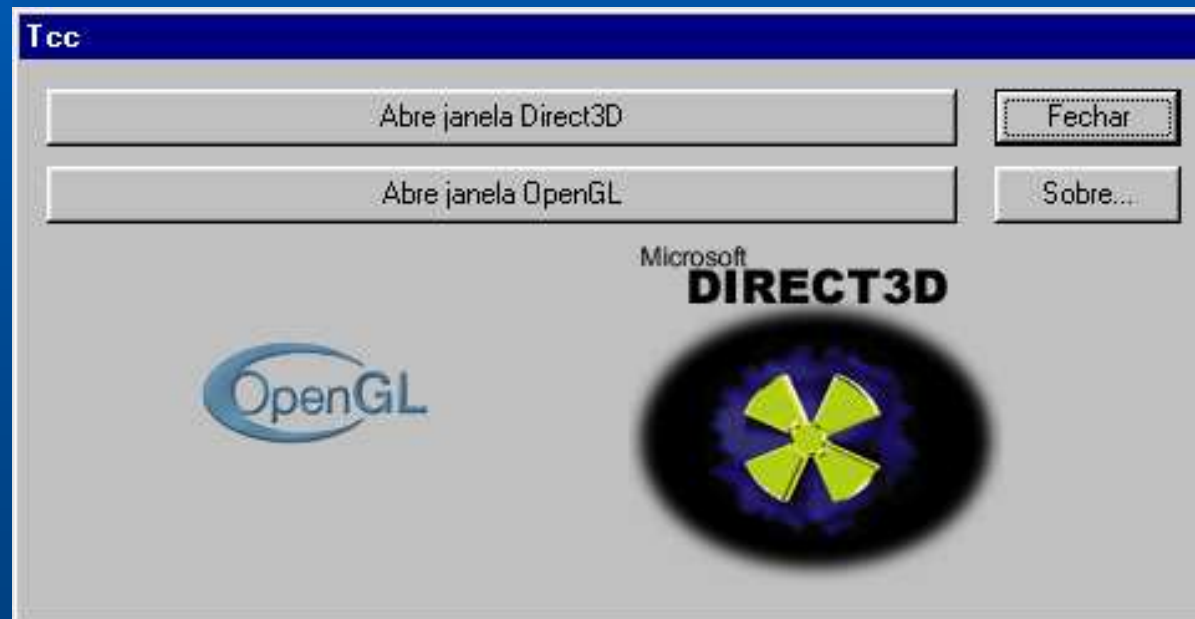 Tcc
Abre janela Direct3D
Fechar
Abre janela OpenGL
Sobre...
Microsoft
DIRECT3D
OpenGL